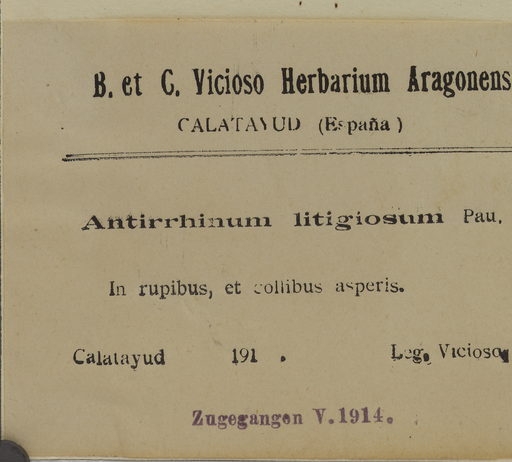 B. et C. Vicioso Herbarium Aragonens
CALATAYUD (España)
Antirrhinum litigiosum Pau.
In rupibus, et collibus asperis.
Calatayud 191 . Leg. Vicioso,
Zugegangen V.1914.